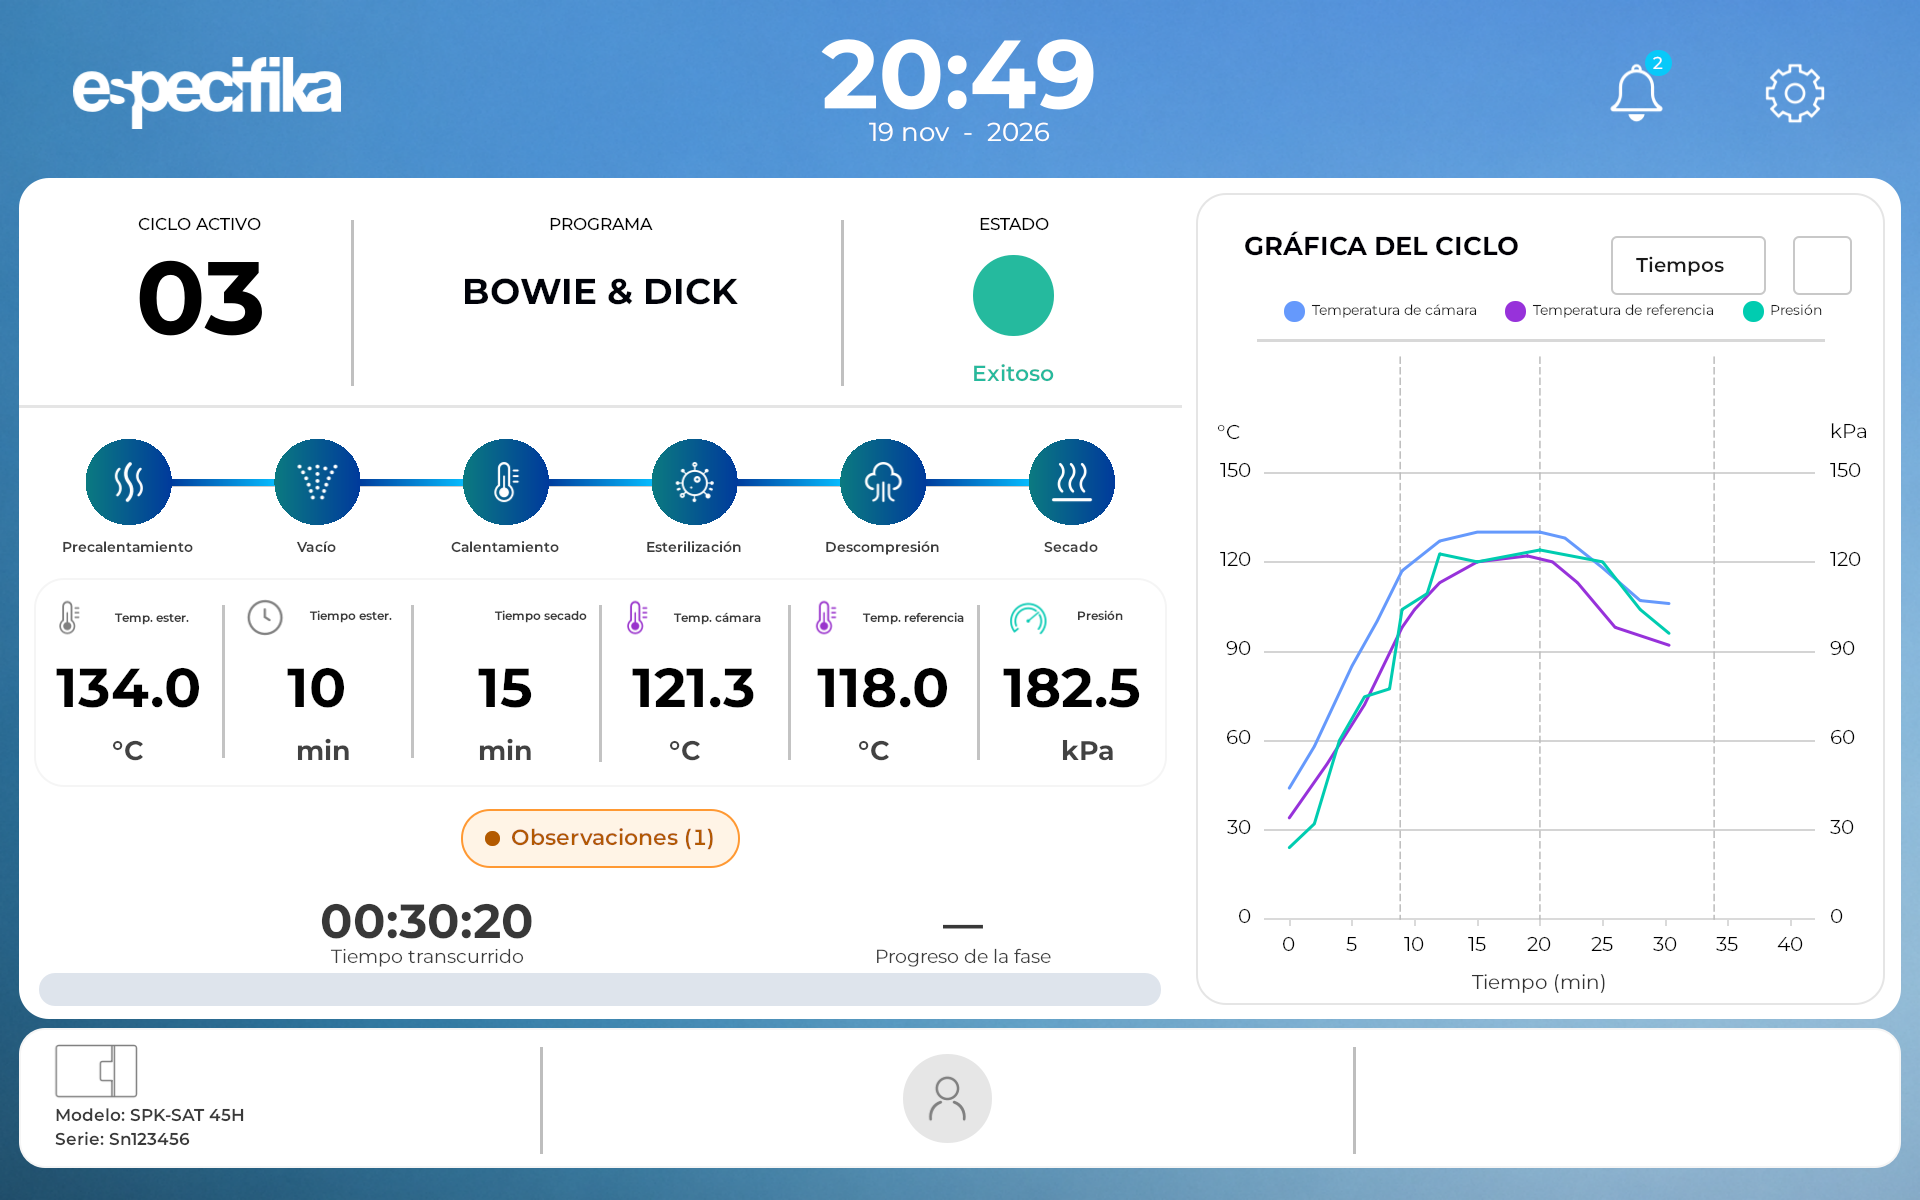 especifika
20:49
19 nov - 2026
2
CICLO ACTIVO
03
PROGRAMA
BOWIE & DICK
ESTADO
Exitoso
Precalentamiento
Vacío
Calentamiento
Esterilización
Descompresión
Secado
Temp. ester.
134.0
°C
Tiempo ester.
10
min
Tiempo secado
15
min
Temp. cámara
121.3
°C
Temp. referencia
118.0
°C
Presión
182.5
kPa
Observaciones (1)
00:30:20
Tiempo transcurrido
—
Progreso de la fase
GRÁFICA DEL CICLO
Tiempos
Temperatura de cámara
Temperatura de referencia
Presión
°C
kPa
150
150
120
120
90
90
60
60
30
30
0
0
0 5 10 15 20 25 30 35 40
Tiempo (min)
Modelo: SPK-SAT 45H
Serie: Sn123456